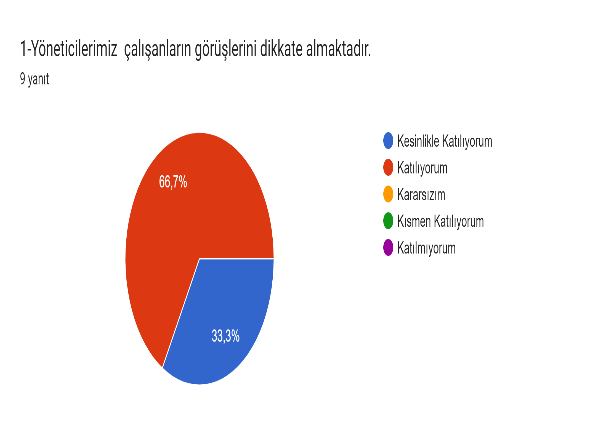 1-Yöneticilerimiz  çalışanların görüşlerini dikkate almaktadır.
9 yanıt
Kesinlikle Katılıyorum
Katılıyorum
Kararsızım
Kısmen Katılıyorum
Katılmıyorum
66,7%
33,3%